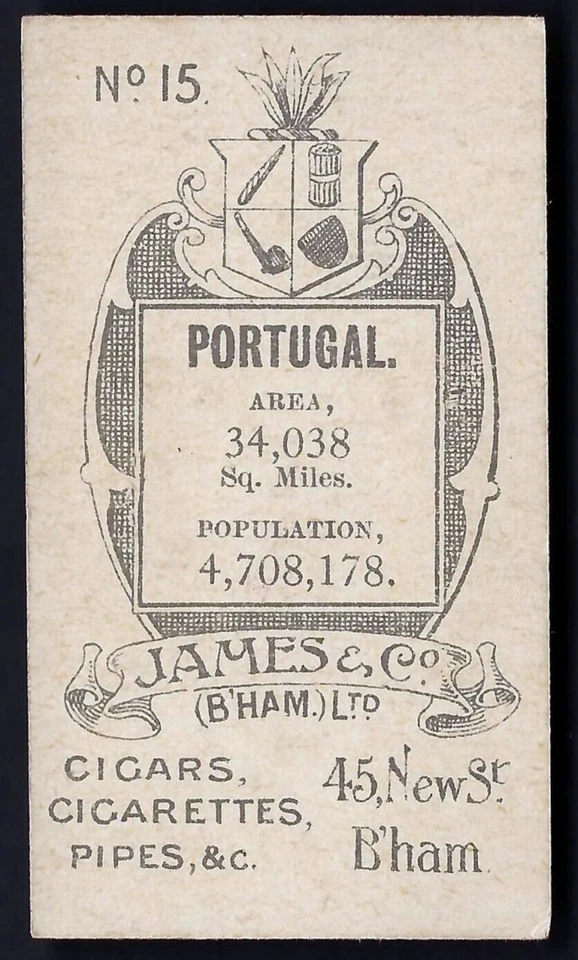 Nº 15.
PORTUGAL.
AREA,
34,038
Sq. Miles.
POPULATION,
4,708,178.
JAMES & Cº
(B'HAM.) LTD
CIGARS,
CIGARETTES,
PIPES, &c.
45, New St.
B'ham.